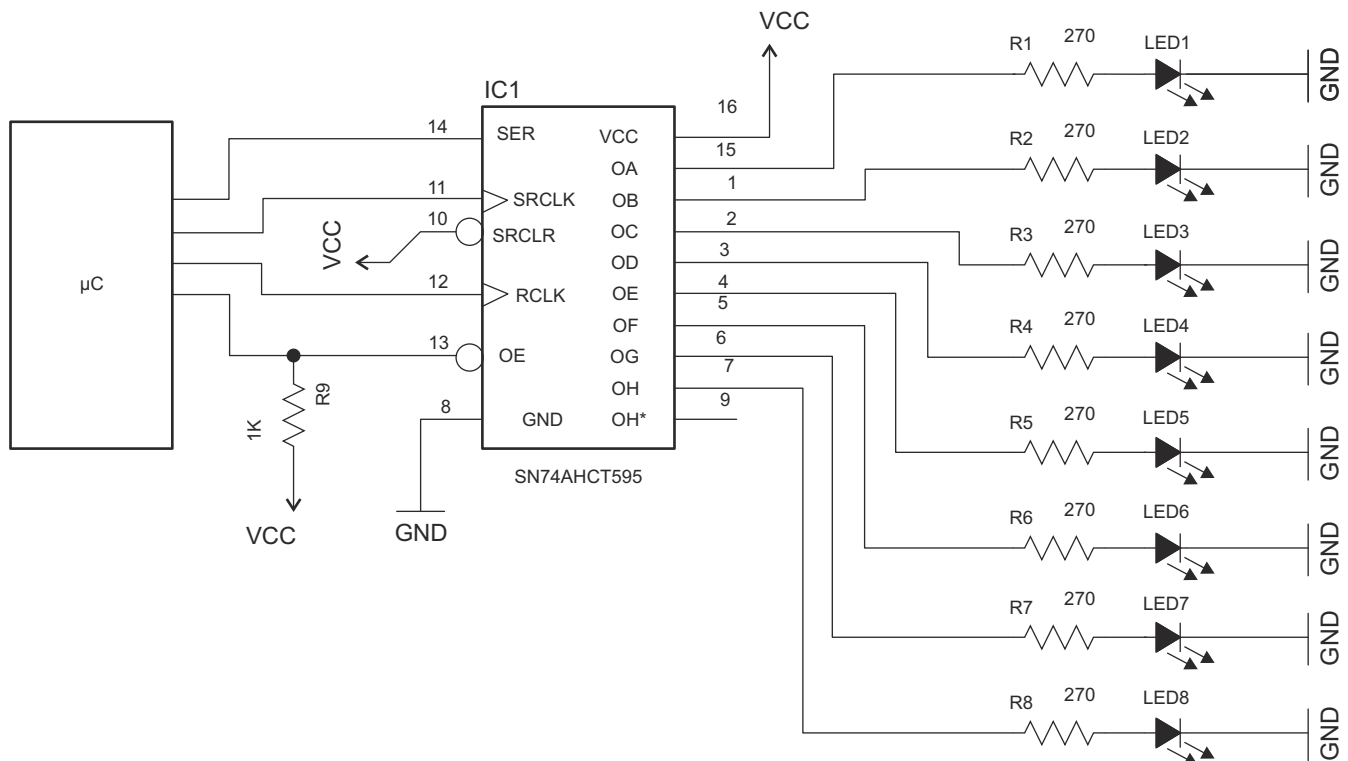 VCC
R1 270 LED1 GND
IC1
16
14 SER VCC
15
OA
R2 270 LED2 GND
1
11 SRCLK OB
2
10 SRCLR OC
VCC
R3 270 LED3 GND
3
OD
µC
12 RCLK OE
4
5
OF
R4 270 LED4 GND
6
13 OE OG
7
OH
R9
1K
8 GND OH* 9
R5 270 LED5 GND
SN74AHCT595
VCC
GND
R6 270 LED6 GND
R7 270 LED7 GND
R8 270 LED8 GND